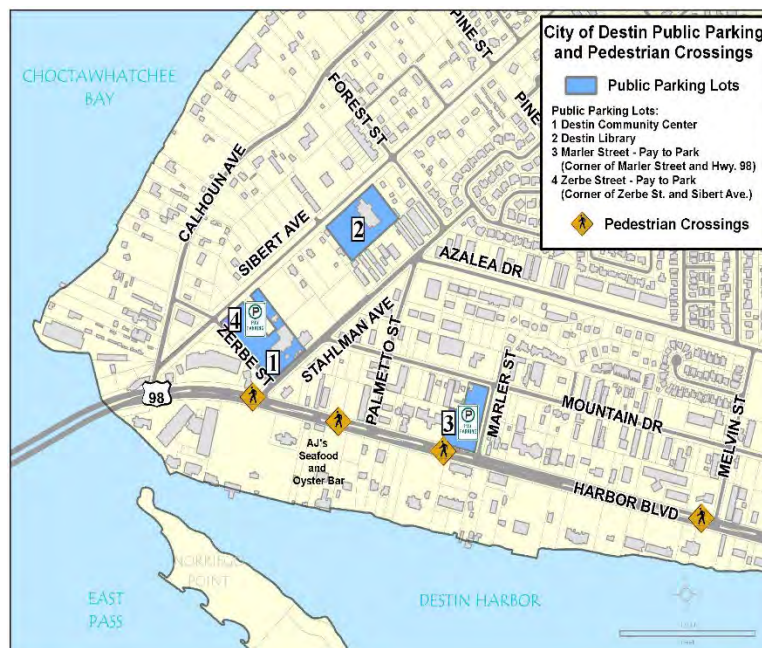 City of Destin Public Parking
and Pedestrian Crossings
Public Parking Lots
Public Parking Lots:
1 Destin Community Center
2 Destin Library
3 Marler Street - Pay to Park
(Corner of Marler Street and Hwy. 98)
4 Zerbe Street - Pay to Park
(Corner of Zerbe St. and Sibert Ave.)
Pedestrian Crossings
CHOCTAWHATCHEE
BAY
PINE ST
PINE
FOREST ST
CALHOUN AVE
SIBERT AVE
2
AZALEA DR
4
P
ZERBE ST
1
STAHLMAN AVE
PALMETTO ST
98
3
P
MARLER ST
MOUNTAIN DR
MELVIN ST
AJ's
Seafood
and
Oyster Bar
HARBOR BLVD
NORRIEGO
POINT
EAST
PASS
DESTIN HARBOR